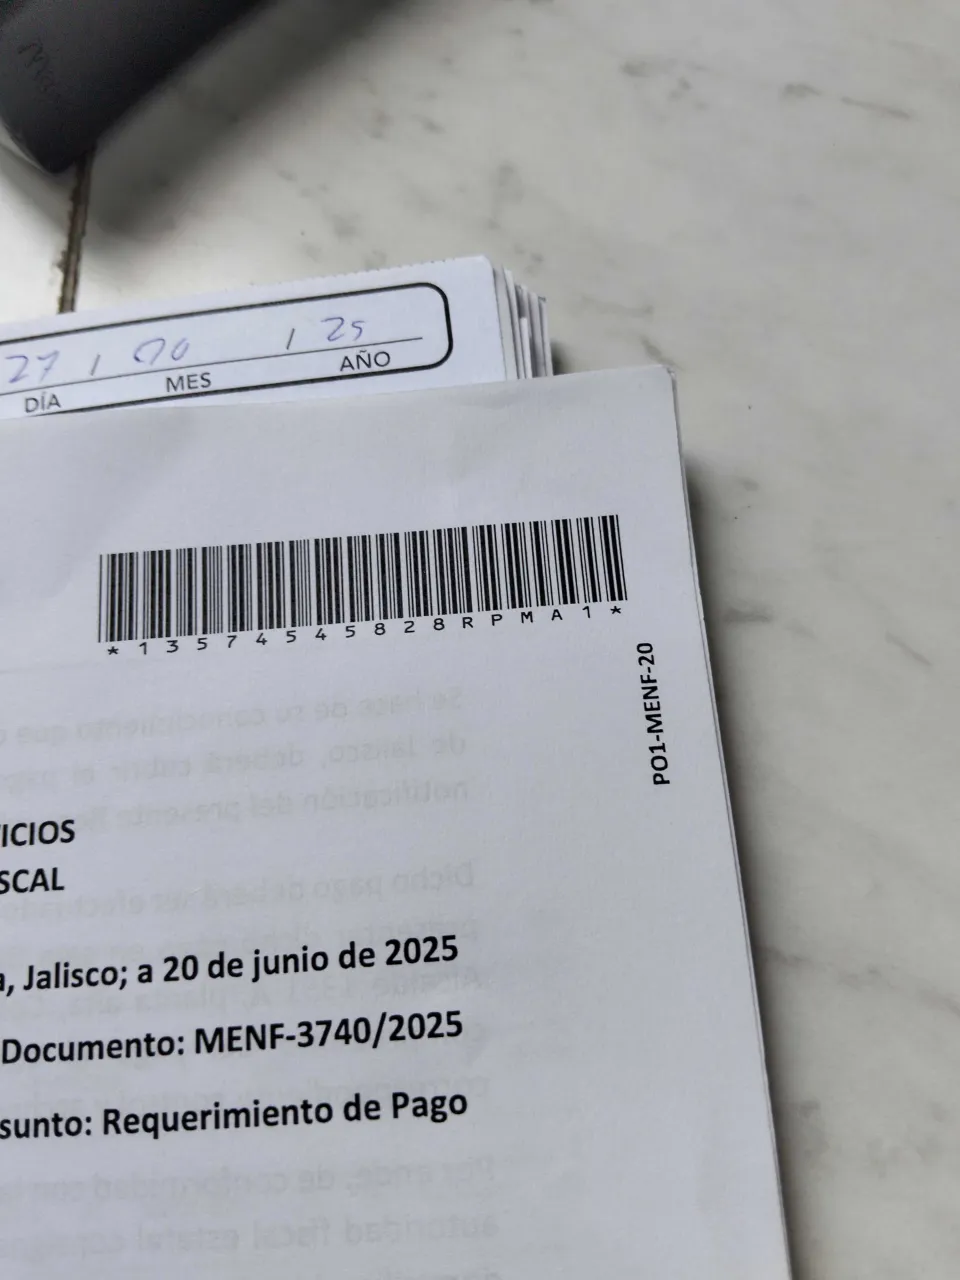 27 / 00 / 25
DÍA MES AÑO
*1357454582 8RPMA1*
PO1-MENF-20
ICIOS
SCAL
, Jalisco; a 20 de junio de 2025
Documento: MENF-3740/2025
sunto: Requerimiento de Pago